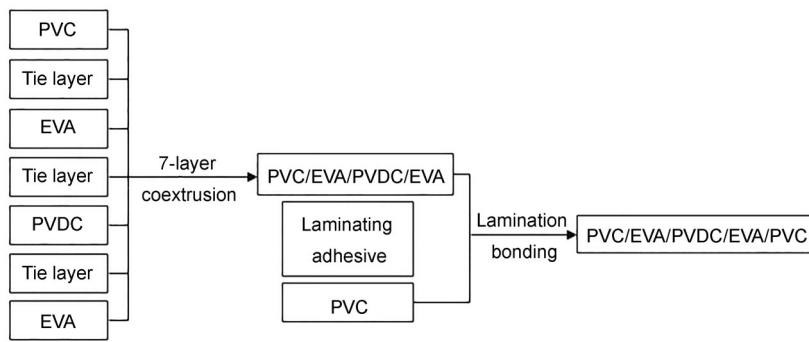 PVC
Tie layer
EVA
Tie layer
PVDC
Tie layer
EVA
7-layer
coextrusion
PVC/EVA/PVDC/EVA
Laminating
adhesive
PVC
Lamination
bonding
PVC/EVA/PVDC/EVA/PVC